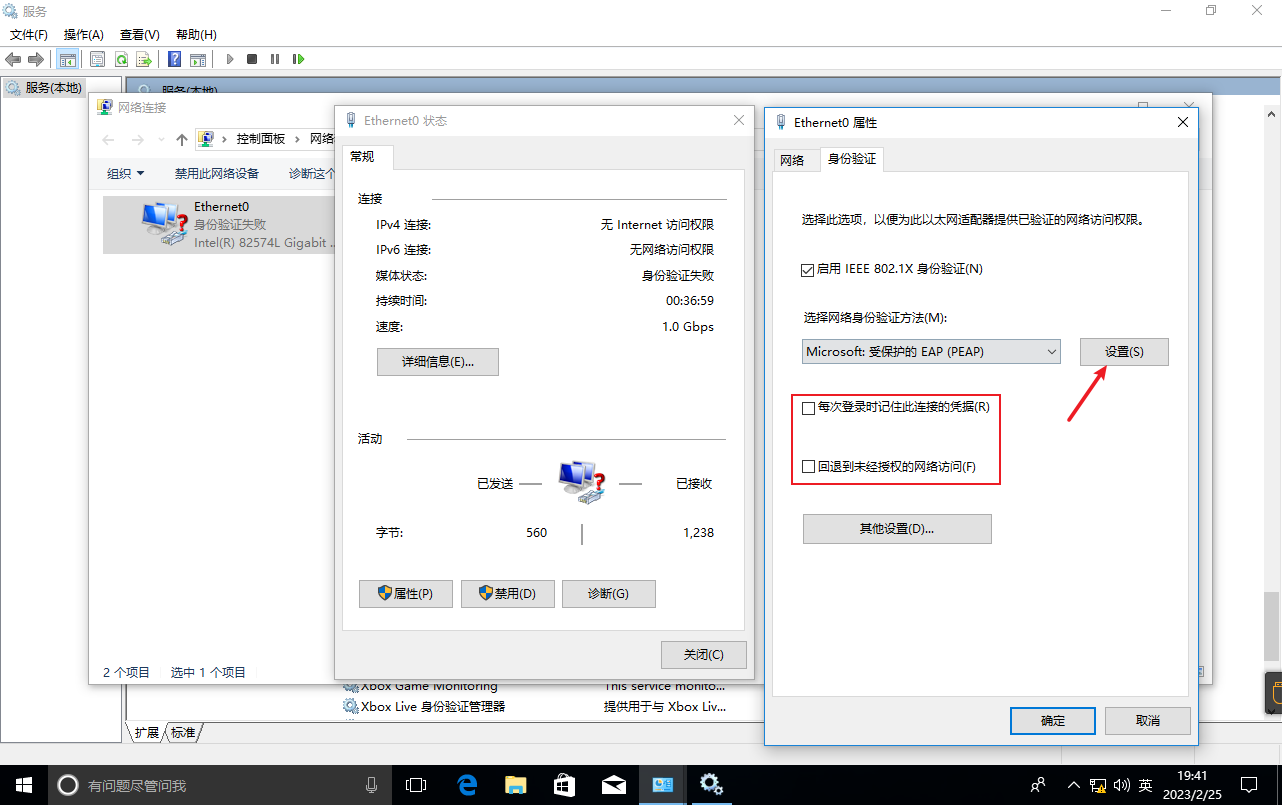 服务
文件(F) 操作(A) 查看(V) 帮助(H)
服务(本地)
服务(本地)
网络连接
控制面板
组织 禁用此网络设备
Ethernet0
身份验证失败
Intel(R) 82574L Gigabit ...
2 个项目 选中 1 个项目
Ethernet0 状态
常规
连接
IPv4 连接: 无 Internet 访问权限
IPv6 连接: 无网络访问权限
媒体状态: 身份验证失败
持续时间: 00:36:59
速度: 1.0 Gbps
详细信息(E)...
活动
已发送 已接收
字节: 560 1,238
属性(P) 禁用(D) 诊断(G)
关闭(C)
Ethernet0 属性
网络 身份验证
选择此选项，以便为此以太网适配器提供已验证的网络访问权限。
启用 IEEE 802.1X 身份验证(N)
选择网络身份验证方法(M):
Microsoft: 受保护的 EAP (PEAP) 设置(S)
每次登录时记住此连接的凭据(R)
回退到未经授权的网络访问(F)
其他设置(D)...
确定 取消
Xbox Game Monitoring This service monito...
Xbox Live 身份验证管理器 提供用于与 Xbox Liv...
扩展 标准
有问题尽管问我
英
19:41
2023/2/25